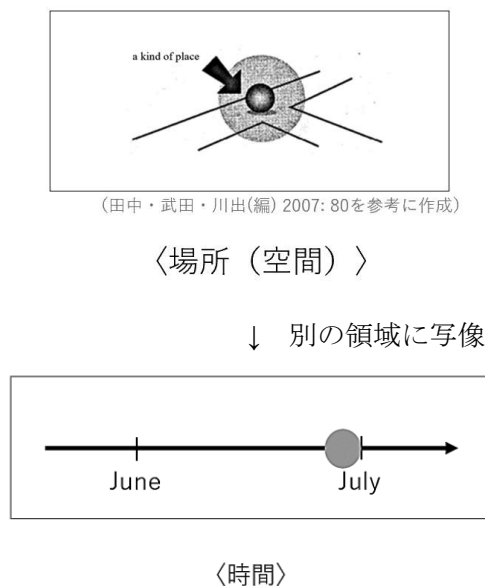 a kind of place
(田中・武田・川出(編) 2007: 80を参考に作成)
〈場所（空間）〉
↓ 別の領域に写像
June
July
〈時間〉